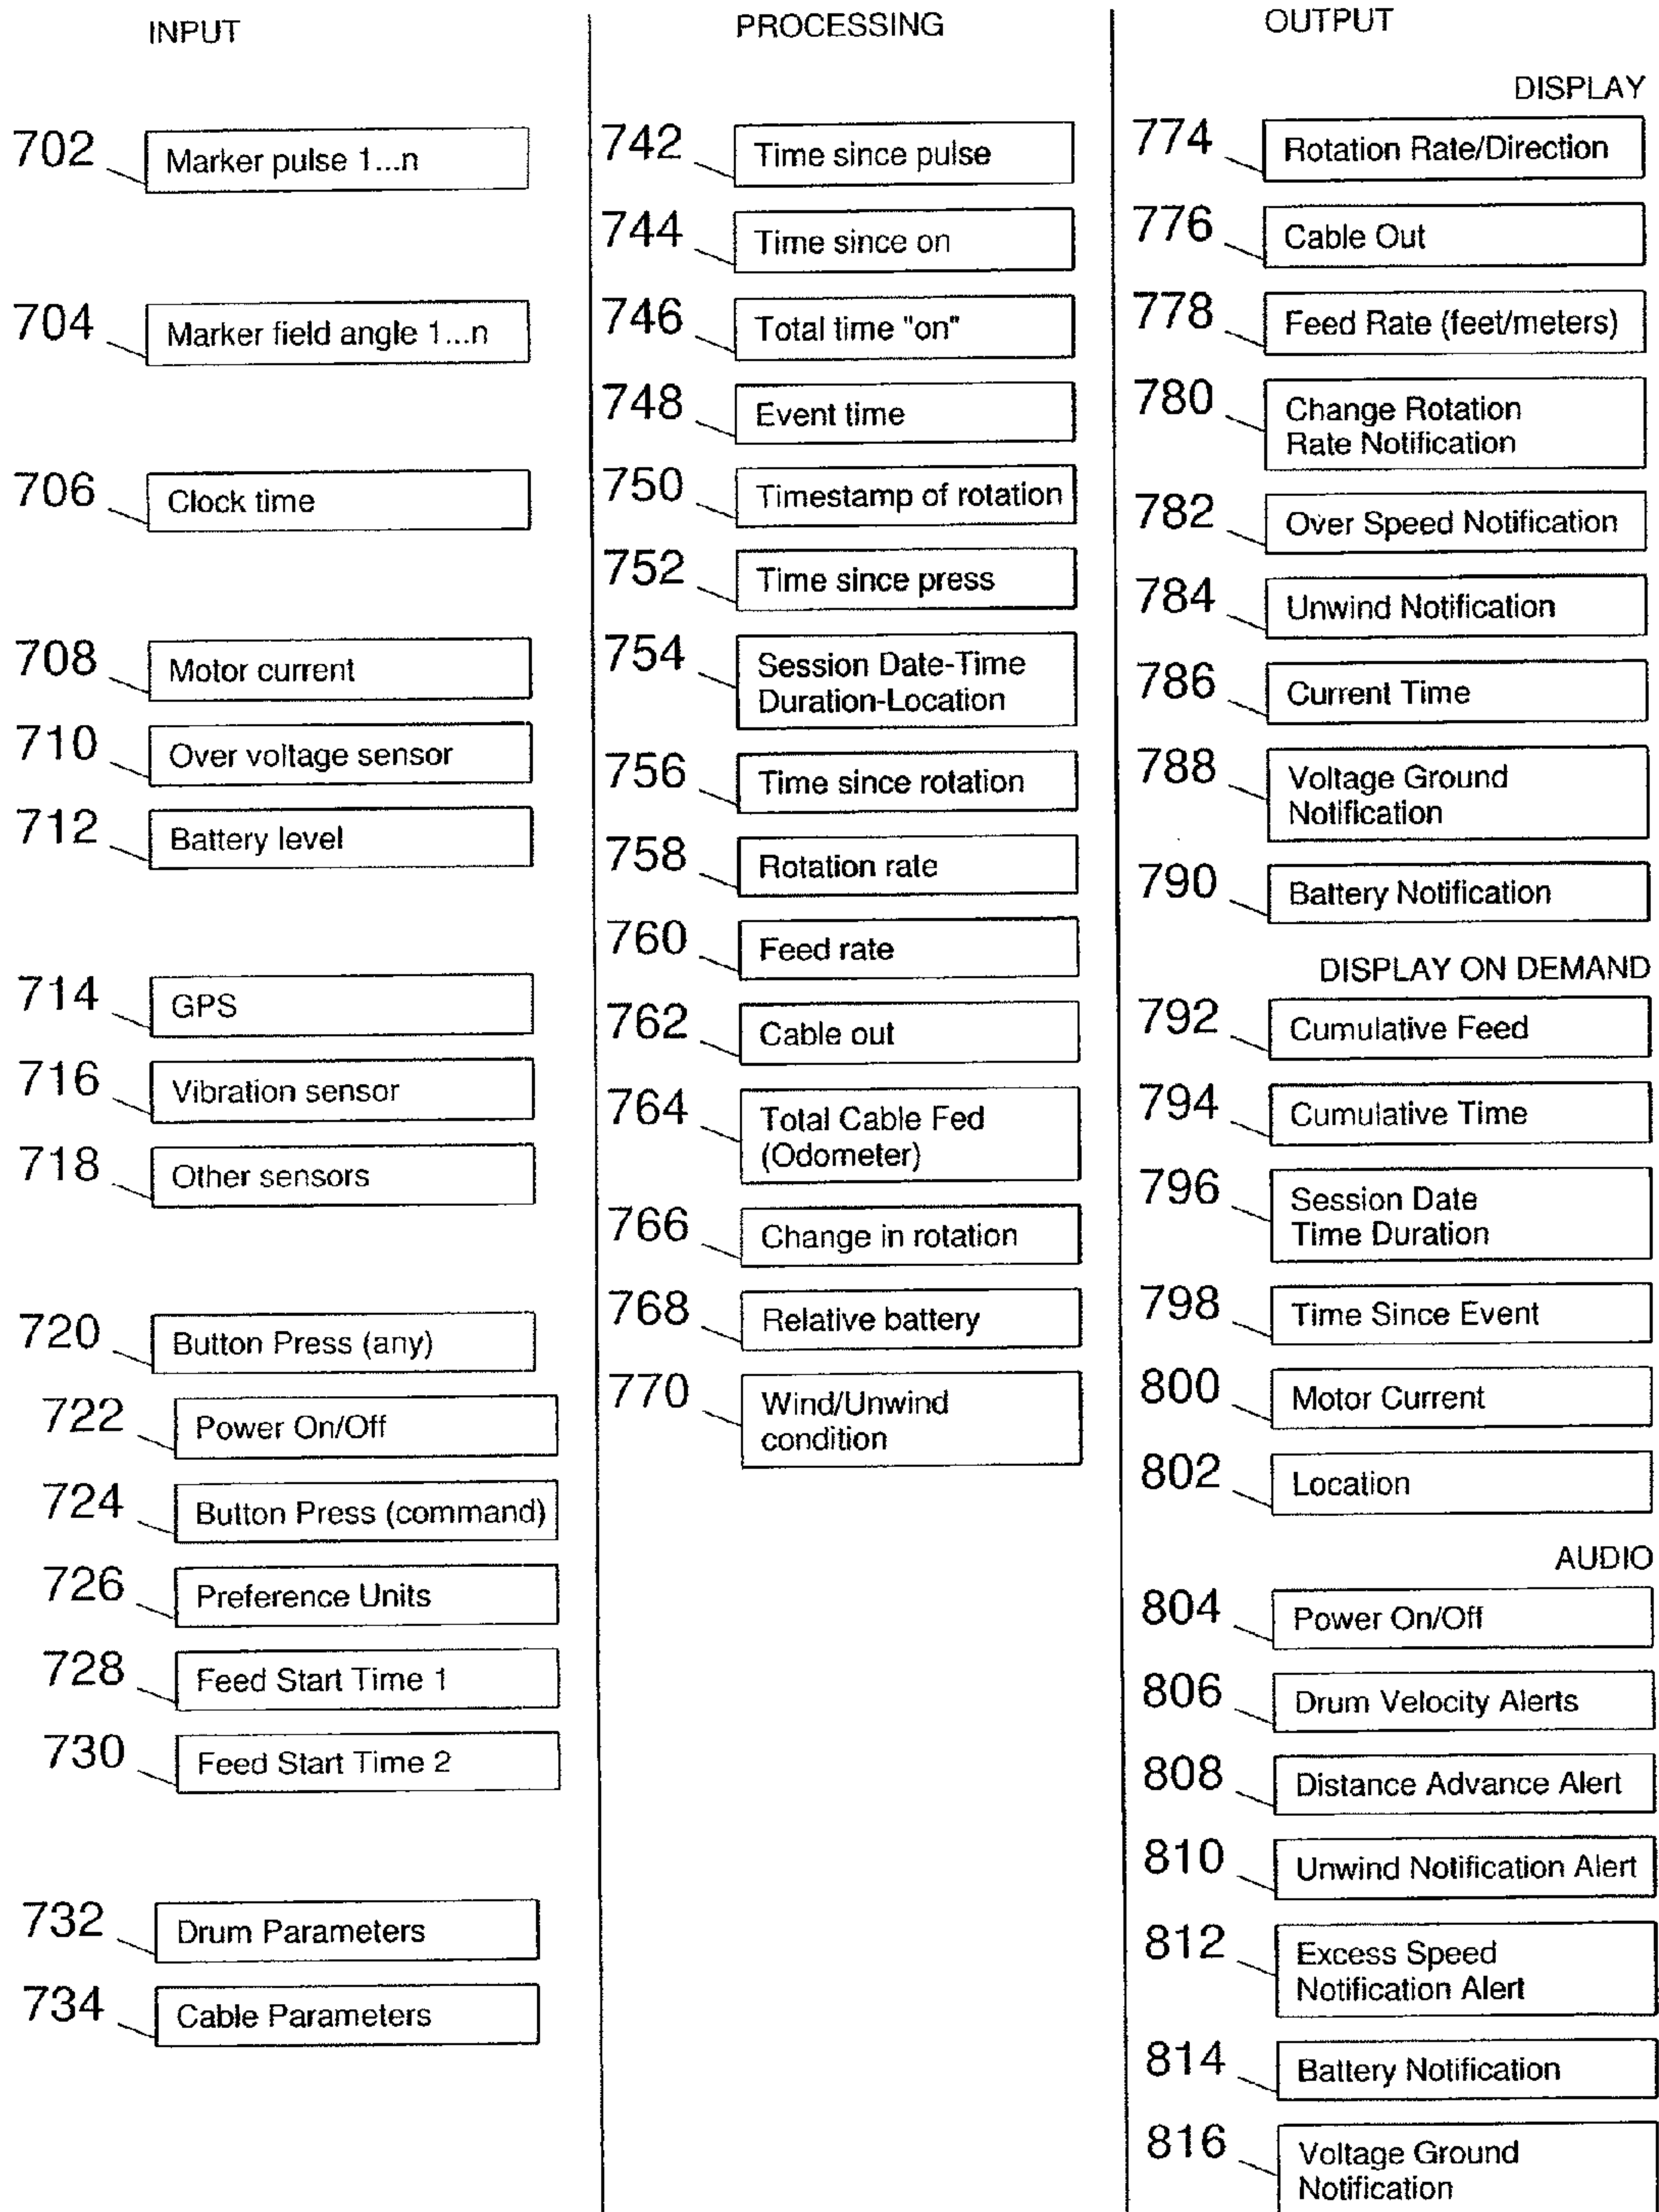 INPUT
702
Marker pulse 1...n
704
Marker field angle 1...n
706
Clock time
708
Motor current
710
Over voltage sensor
712
Battery level
714
GPS
716
Vibration sensor
718
Other sensors
720
Button Press (any)
722
Power On/Off
724
Button Press (command)
726
Preference Units
728
Feed Start Time 1
730
Feed Start Time 2
732
Drum Parameters
734
Cable Parameters
PROCESSING
742
Time since pulse
744
Time since on
746
Total time "on"
748
Event time
750
Timestamp of rotation
752
Time since press
754
Session Date-Time
Duration-Location
756
Time since rotation
758
Rotation rate
760
Feed rate
762
Cable out
764
Total Cable Fed
(Odometer)
766
Change in rotation
768
Relative battery
770
Wind/Unwind
condition
OUTPUT
DISPLAY
774
Rotation Rate/Direction
776
Cable Out
778
Feed Rate (feet/meters)
780
Change Rotation
Rate Notification
782
Over Speed Notification
784
Unwind Notification
786
Current Time
788
Voltage Ground
Notification
790
Battery Notification
DISPLAY ON DEMAND
792
Cumulative Feed
794
Cumulative Time
796
Session Date
Time Duration
798
Time Since Event
800
Motor Current
802
Location
AUDIO
804
Power On/Off
806
Drum Velocity Alerts
808
Distance Advance Alert
810
Unwind Notification Alert
812
Excess Speed
Notification Alert
814
Battery Notification
816
Voltage Ground
Notification